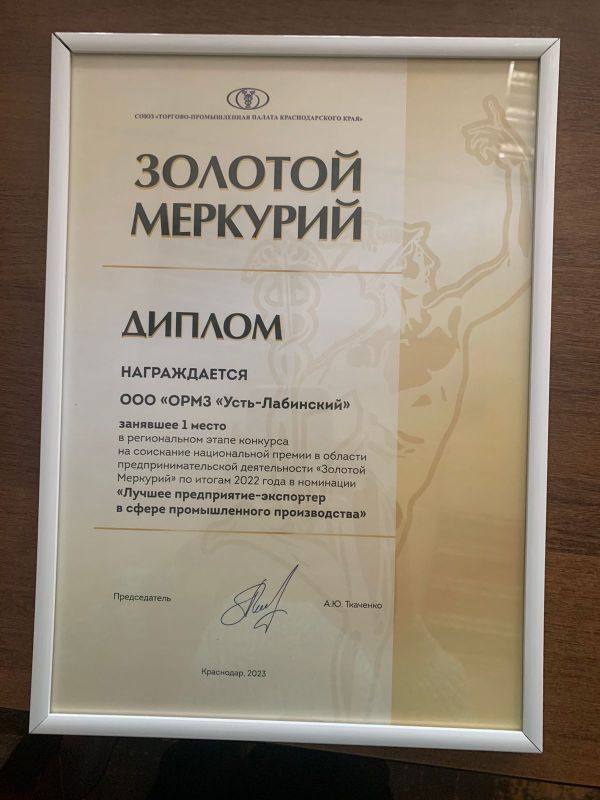 СОЮЗ «ТОРГОВО-ПРОМЫШЛЕННАЯ ПАЛАТА КРАСНОДАРСКОГО КРАЯ»
ЗОЛОТОЙ
МЕРКУРИЙ
ДИПЛОМ
НАГРАЖДАЕТСЯ
ООО «ОРМЗ «Усть-Лабинский»
занявшее 1 место
в региональном этапе конкурса
на соискание национальной премии в области
предпринимательской деятельности «Золотой
Меркурий» по итогам 2022 года в номинации
«Лучшее предприятие-экспортер
в сфере промышленного производства»
Председатель А.Ю. Ткаченко
Краснодар, 2023